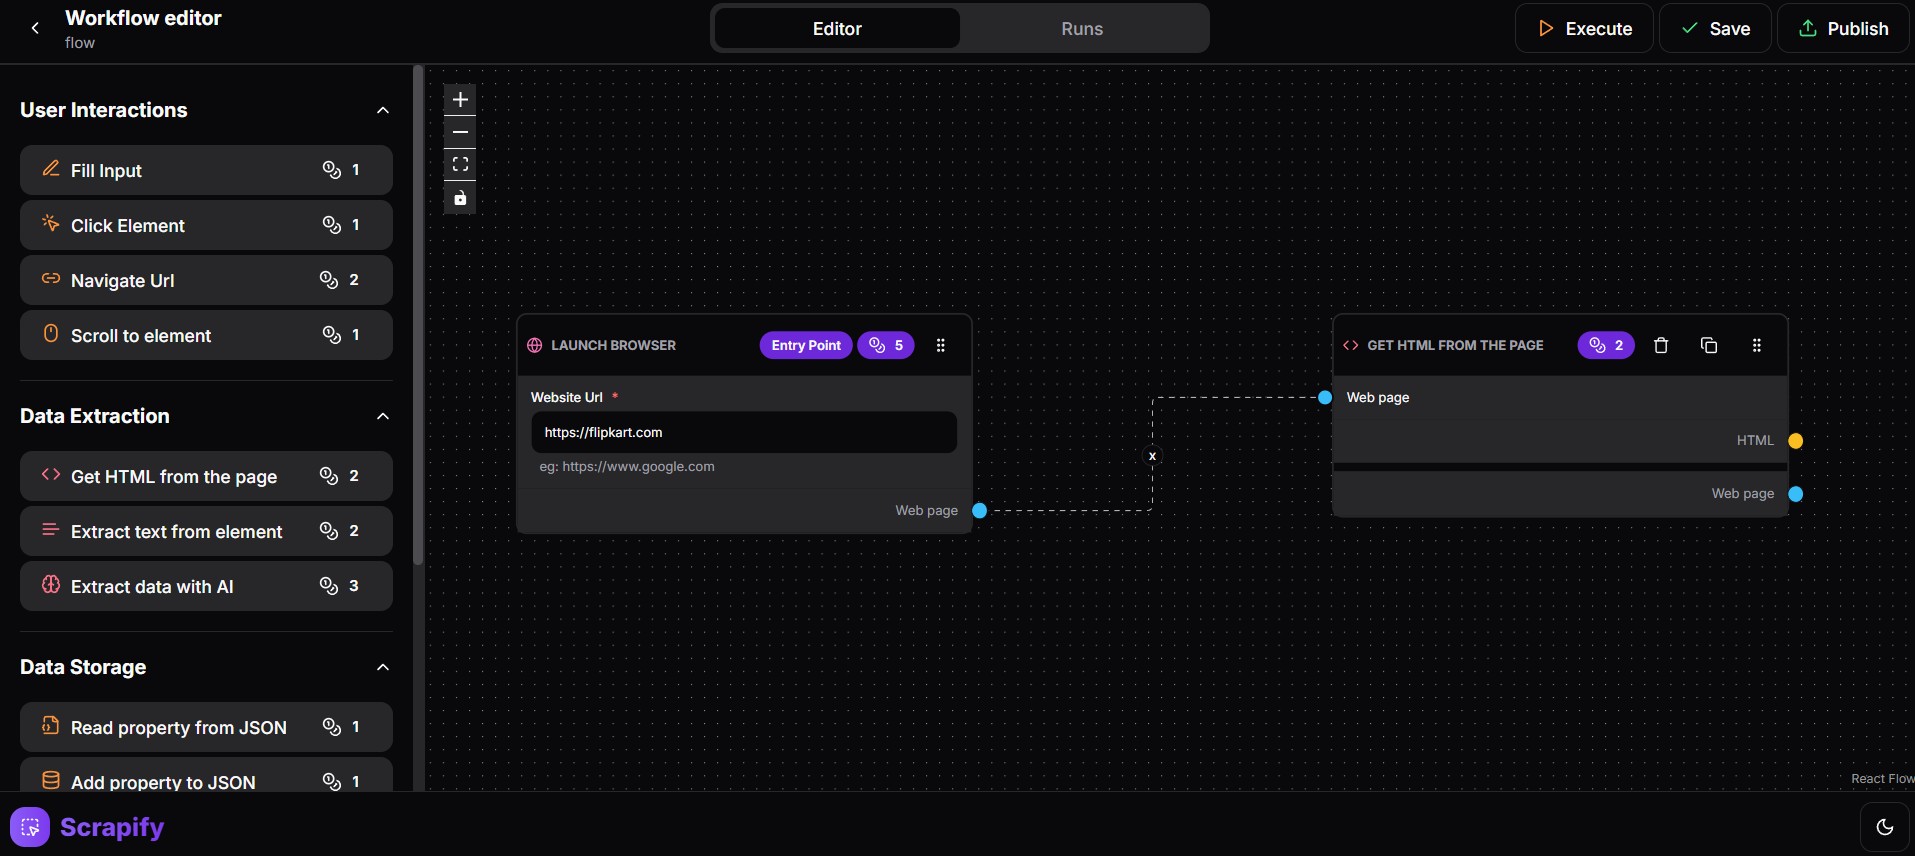 Workflow editor
flow
Editor
Runs
Execute
Save
Publish
User Interactions
Fill Input 1
Click Element 1
Navigate Url 2
Scroll to element 1
Data Extraction
Get HTML from the page 2
Extract text from element 2
Extract data with AI 3
Data Storage
Read property from JSON 1
Add property to JSON 1
LAUNCH BROWSER Entry Point 5
Website Url *
https://flipkart.com
eg: https://www.google.com
Web page
x
GET HTML FROM THE PAGE 2
Web page
HTML
Web page
React Flow
Scrapify